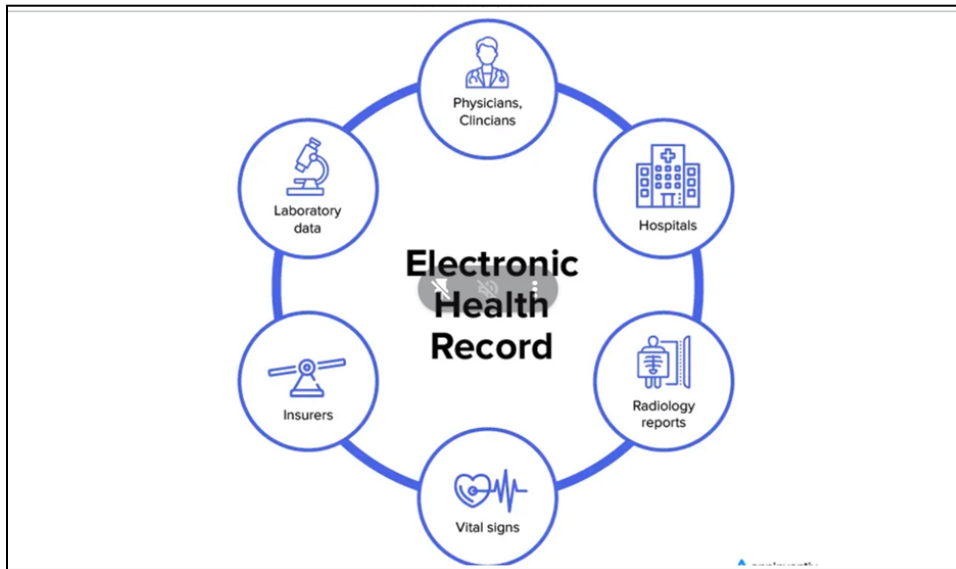 Physicians,
Clincians
Hospitals
Radiology
reports
Vital signs
Insurers
Laboratory
data
Electronic
Health
Record